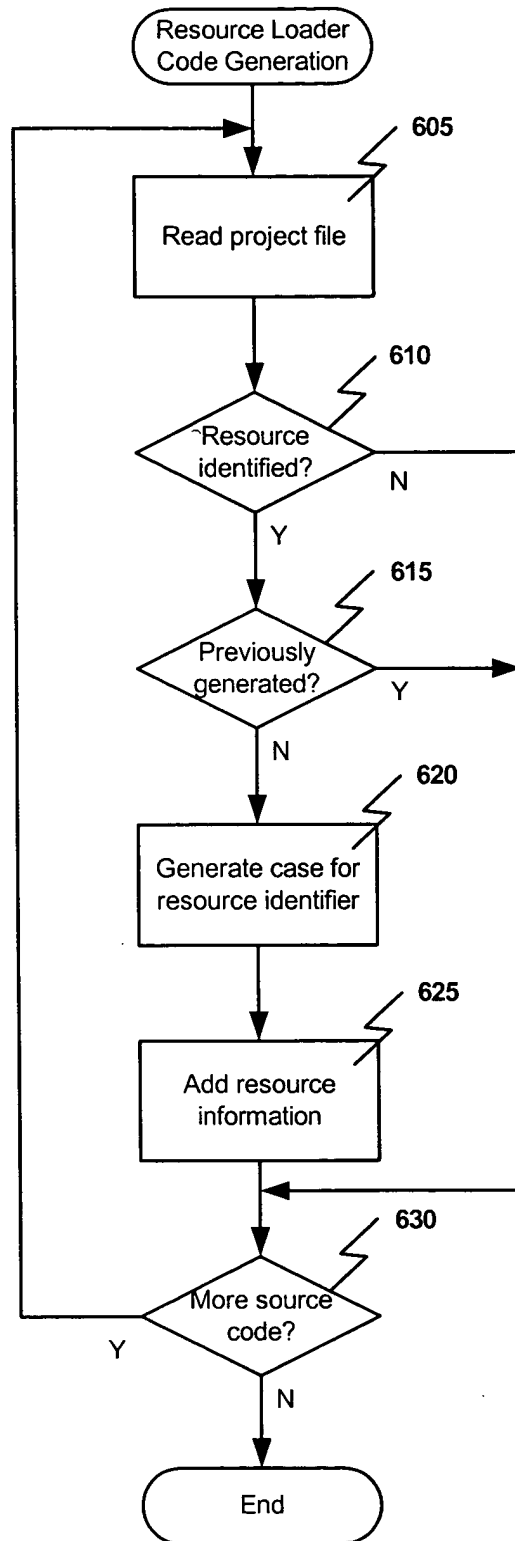 Resource Loader
Code Generation
605
Read project file
610
Resource
identified?
N
Y
615
Previously
generated?
Y
N
620
Generate case for
resource identifier
625
Add resource
information
630
More source
code?
Y
N
End